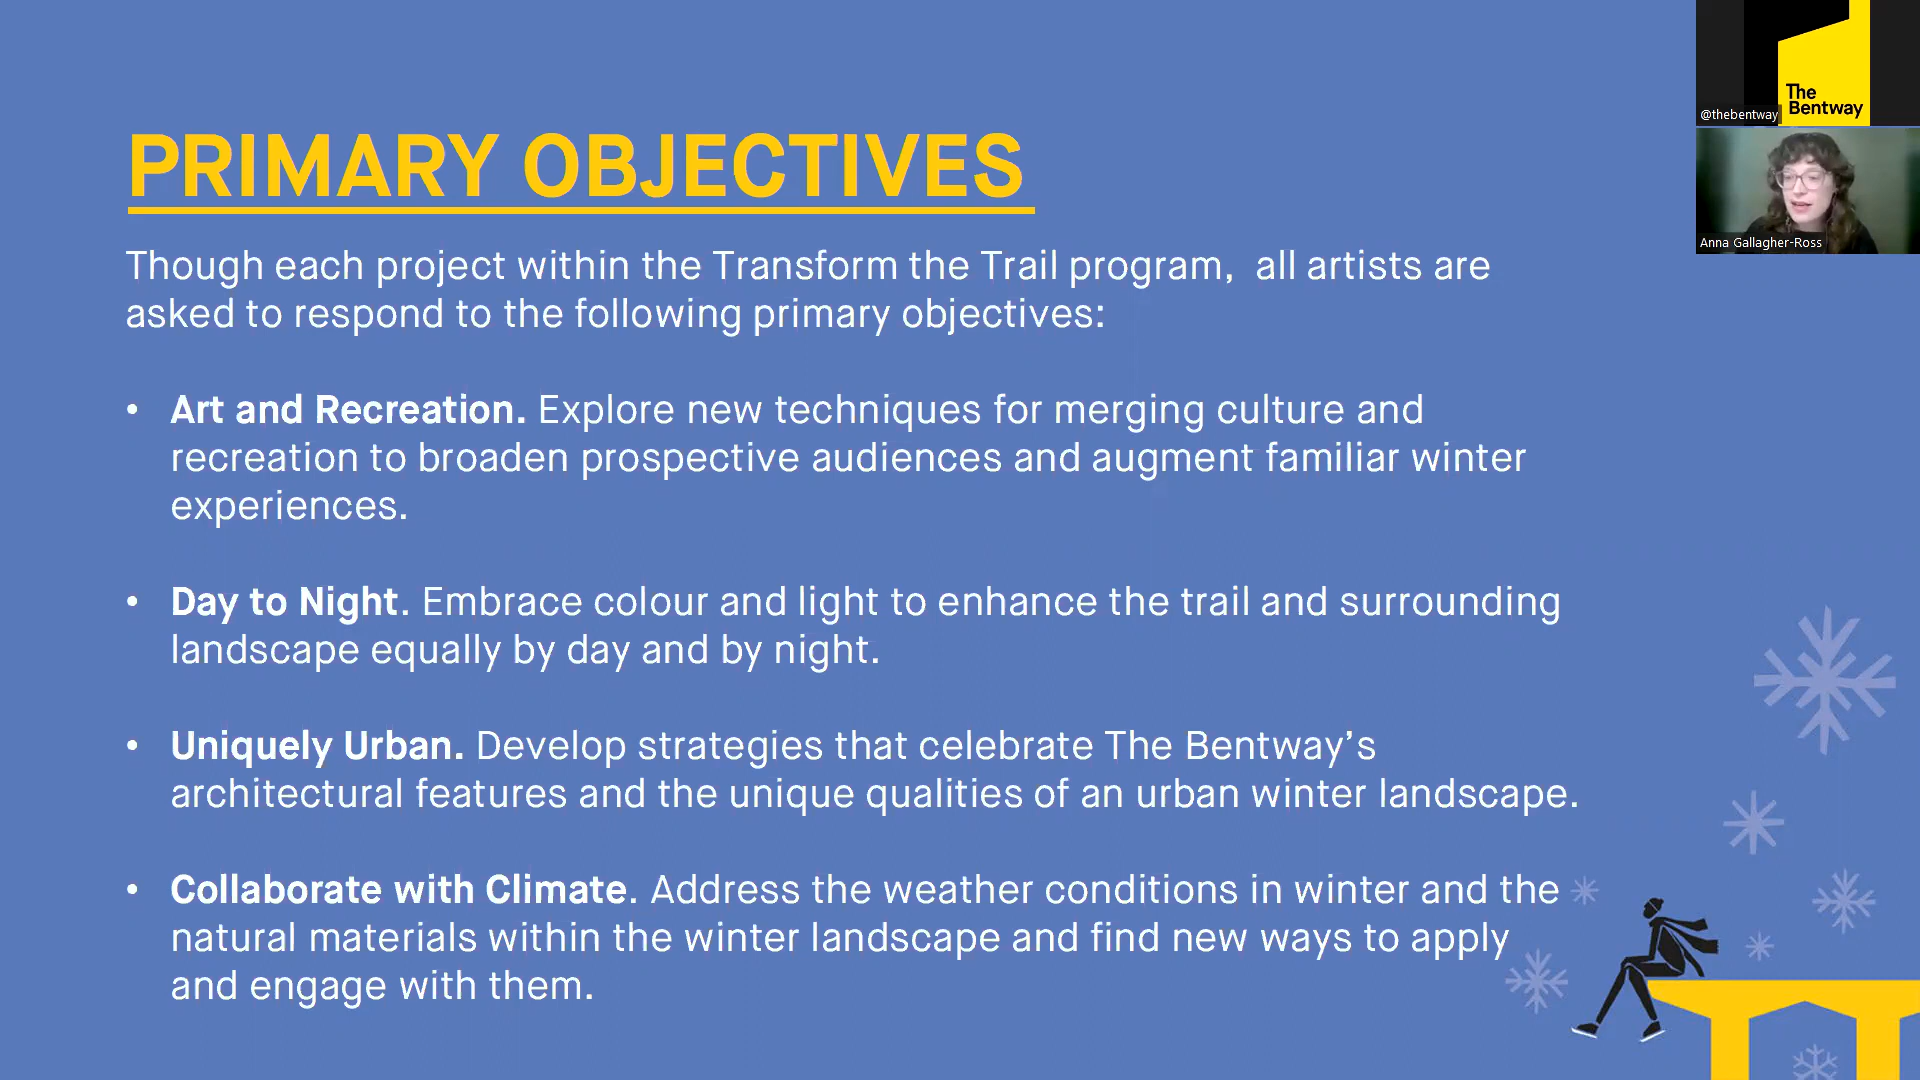 PRIMARY OBJECTIVES
Though each project within the Transform the Trail program,  all artists are
asked to respond to the following primary objectives:
• Art and Recreation. Explore new techniques for merging culture and
recreation to broaden prospective audiences and augment familiar winter
experiences.
• Day to Night. Embrace colour and light to enhance the trail and surrounding
landscape equally by day and by night.
• Uniquely Urban. Develop strategies that celebrate The Bentway’s
architectural features and the unique qualities of an urban winter landscape.
• Collaborate with Climate. Address the weather conditions in winter and the
natural materials within the winter landscape and find new ways to apply
and engage with them.
The
Bentway
@thebentway
Anna Gallagher-Ross